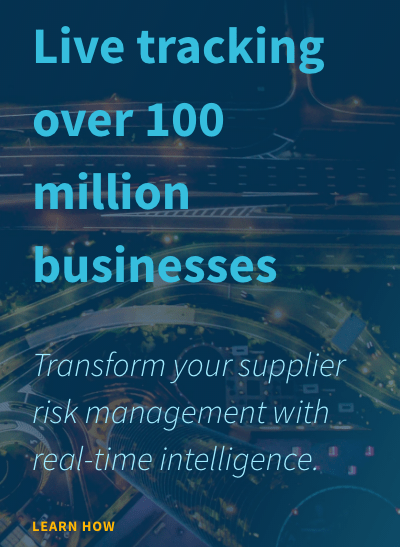 Live tracking
over 100
million
businesses
Transform your supplier
risk management with
real-time intelligence.
LEARN HOW